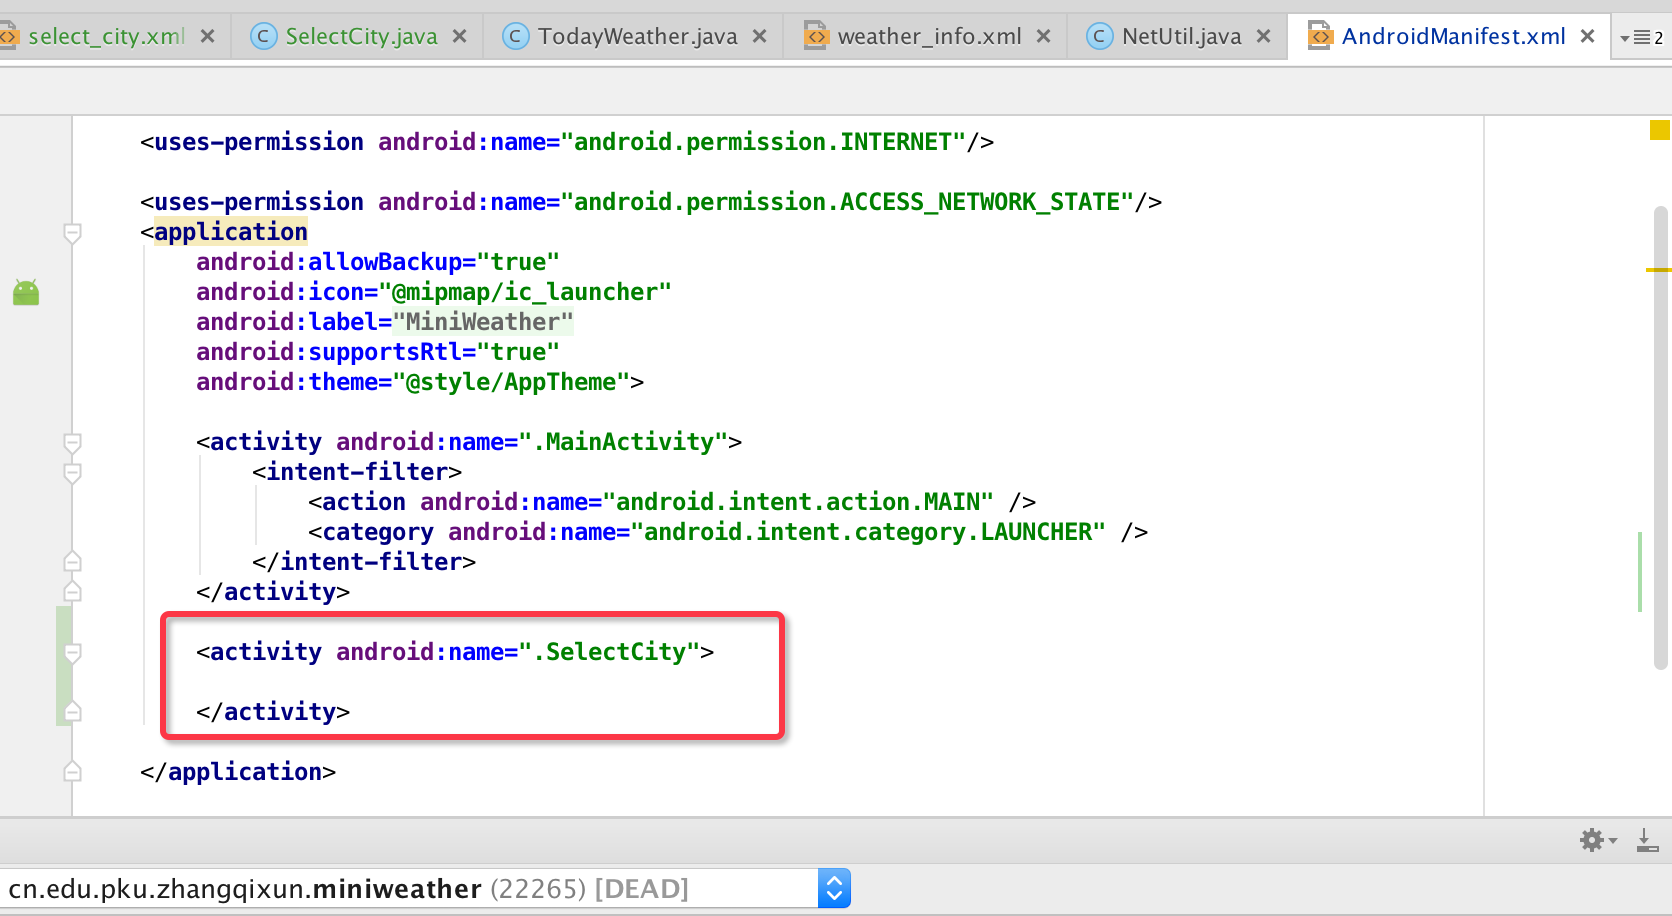 select_city.xml SelectCity.java TodayWeather.java weather_info.xml NetUtil.java AndroidManifest.xml 2
<uses-permission android:name="android.permission.INTERNET"/>
<uses-permission android:name="android.permission.ACCESS_NETWORK_STATE"/>
<application
android:allowBackup="true"
android:icon="@mipmap/ic_launcher"
android:label="MiniWeather"
android:supportsRtl="true"
android:theme="@style/AppTheme">
<activity android:name=".MainActivity">
<intent-filter>
<action android:name="android.intent.action.MAIN" />
<category android:name="android.intent.category.LAUNCHER" />
</intent-filter>
</activity>
<activity android:name=".SelectCity">
</activity>
</application>
cn.edu.pku.zhangqixun.miniweather (22265) [DEAD]